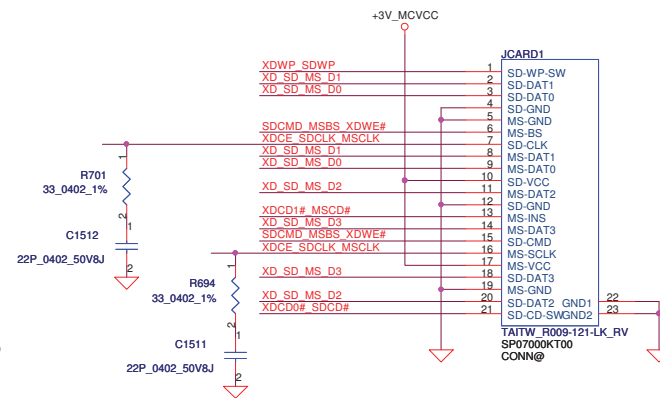 +3V_MCVCC
JCARD1
XDWP_SDWP 1 SD-WP-SW
XD_SD_MS_D1 2 SD-DAT1
XD_SD_MS_D0 3 SD-DAT0
4 SD-GND
5 MS-GND
SDCMD_MSBS_XDWE# 6 MS-BS
XDCE_SDCLK_MSCLK 7 SD-CLK
XD_SD_MS_D1 8 MS-DAT1
XD_SD_MS_D0 9 MS-DAT0
10 SD-VCC
XD_SD_MS_D2 11 MS-DAT2
12 SD-GND
XDCD1#_MSCD# 13 MS-INS
XD_SD_MS_D3 14 MS-DAT3
SDCMD_MSBS_XDWE# 15 SD-CMD
XDCE_SDCLK_MSCLK 16 MS-SCLK
17 MS-VCC
XD_SD_MS_D3 18 SD-DAT3
19 MS-GND
XD_SD_MS_D2 20 SD-DAT2 GND1 22
XDCD0#_SDCD# 21 SD-CD-SW GND2 23
TAITW_R009-121-LK_RV
SP07000KT00
CONN@
1
R701
33_0402_1%
2
1
C1512
22P_0402_50V8J
2
1
R694
33_0402_1%
2
1
C1511
22P_0402_50V8J
2